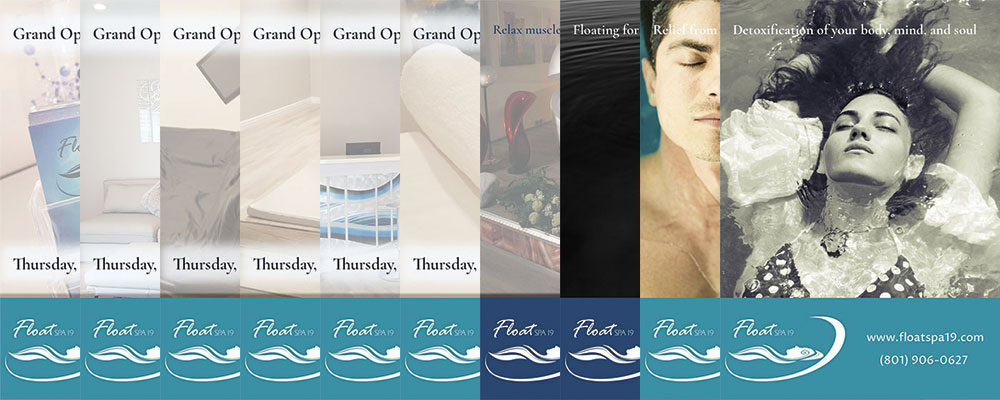 Grand Op
Grand Op
Grand Op
Grand Op
Grand Op
Grand Op
Relax muscle
Floating for
Relief from
Detoxification of your body, mind, and soul
Flo
Thursday,
Thursday,
Thursday,
Thursday,
Thursday,
Thursday,
Float SPA 19
Float SPA 19
Float SPA 19
Float SPA 19
Float SPA 19
Float SPA 19
Float SPA 19
Float SPA 19
Float SPA 19
Float SPA 19
www.floatspa19.com
(801) 906-0627